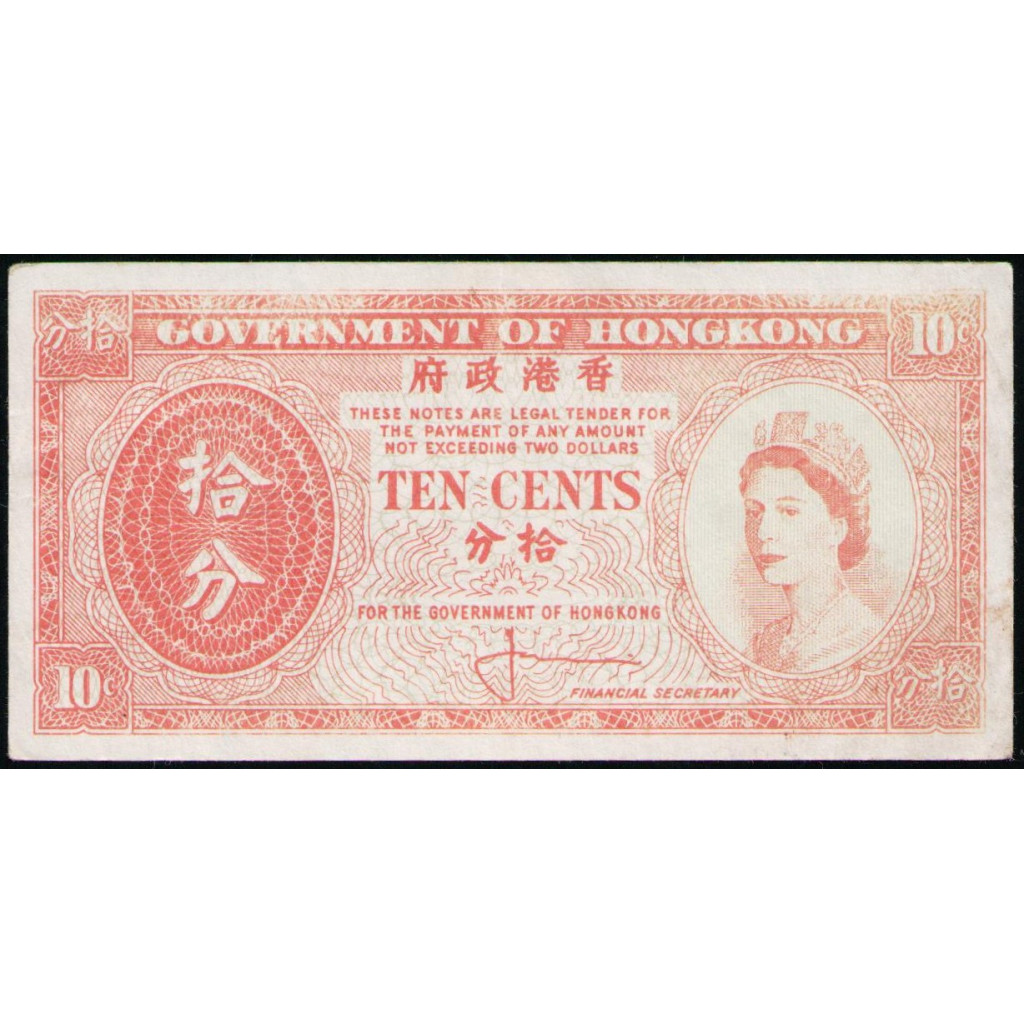 分拾
GOVERNMENT OF HONGKONG
10c
府政港香
THESE NOTES ARE LEGAL TENDER FOR
THE PAYMENT OF ANY AMOUNT
NOT EXCEEDING TWO DOLLARS
拾
分
TEN CENTS
分拾
FOR THE GOVERNMENT OF HONGKONG
10c
FINANCIAL SECRETARY
分拾